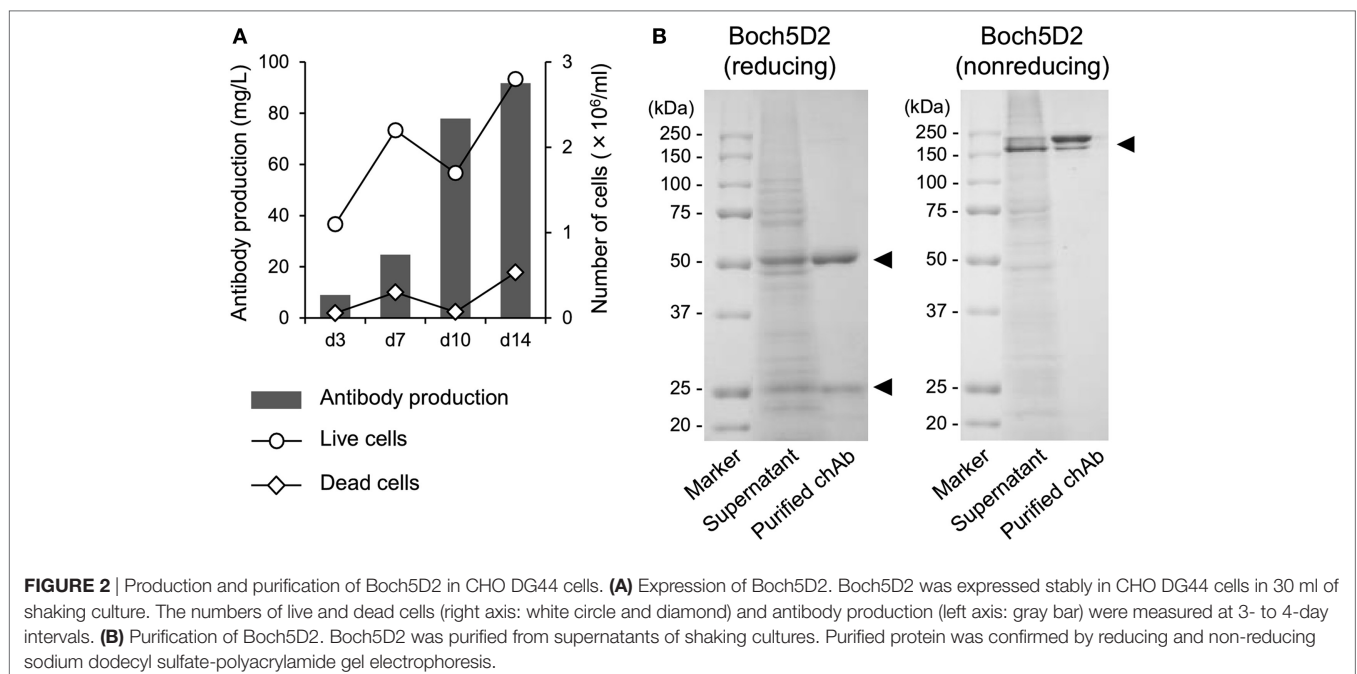 A
Antibody production (mg/L)
100
80
60
40
20
0
3
2
1
0
Number of cells ( × 10⁶/ml)
d3 d7 d10 d14
Antibody production
Live cells
Dead cells
B
Boch5D2
(reducing)
(kDa)
250 -
150 -
100 -
75 -
50 -
37 -
25 -
20 -
Marker
Supernatant
Purified chAb
Boch5D2
(nonreducing)
(kDa)
250 -
150 -
100 -
75 -
50 -
37 -
25 -
20 -
Marker
Supernatant
Purified chAb
FIGURE 2 | Production and purification of Boch5D2 in CHO DG44 cells. (A) Expression of Boch5D2. Boch5D2 was expressed stably in CHO DG44 cells in 30 ml of
shaking culture. The numbers of live and dead cells (right axis: white circle and diamond) and antibody production (left axis: gray bar) were measured at 3- to 4-day
intervals. (B) Purification of Boch5D2. Boch5D2 was purified from supernatants of shaking cultures. Purified protein was confirmed by reducing and non-reducing
sodium dodecyl sulfate-polyacrylamide gel electrophoresis.